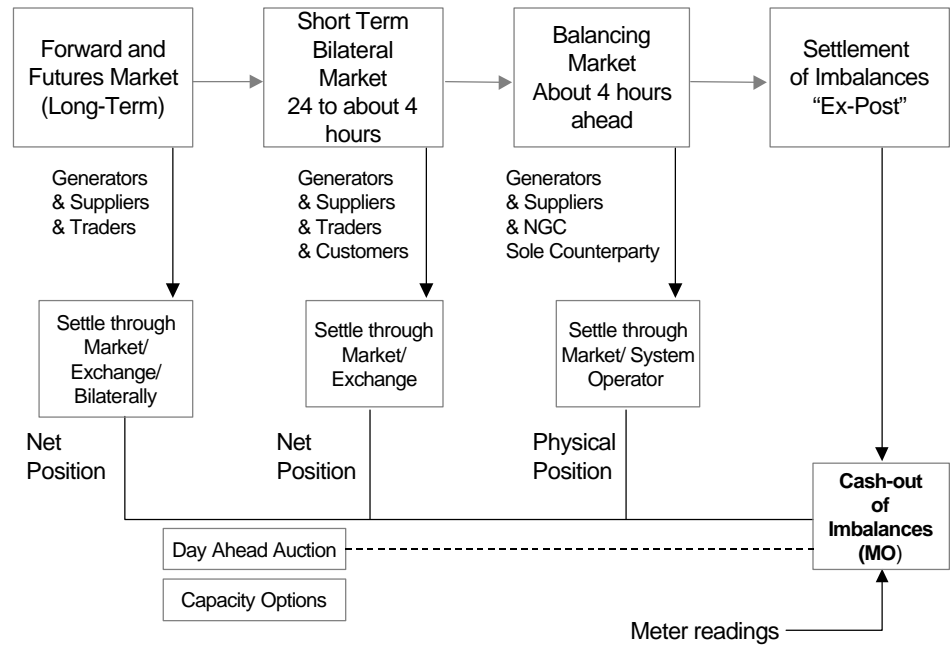 Forward and
Futures Market
(Long-Term)
Short Term
Bilateral
Market
24 to about 4
hours
Balancing
Market
About 4 hours
ahead
Settlement
of Imbalances
“Ex-Post”
Generators
& Suppliers
& Traders
Generators
& Suppliers
& Traders
& Customers
Generators
& Suppliers
& NGC
Sole Counterparty
Settle through
Market/
Exchange/
Bilaterally
Settle through
Market/
Exchange
Settle through
Market/ System
Operator
Net
Position
Net
Position
Physical
Position
Cash-out
of
Imbalances
(MO)
Day Ahead Auction
Capacity Options
Meter readings